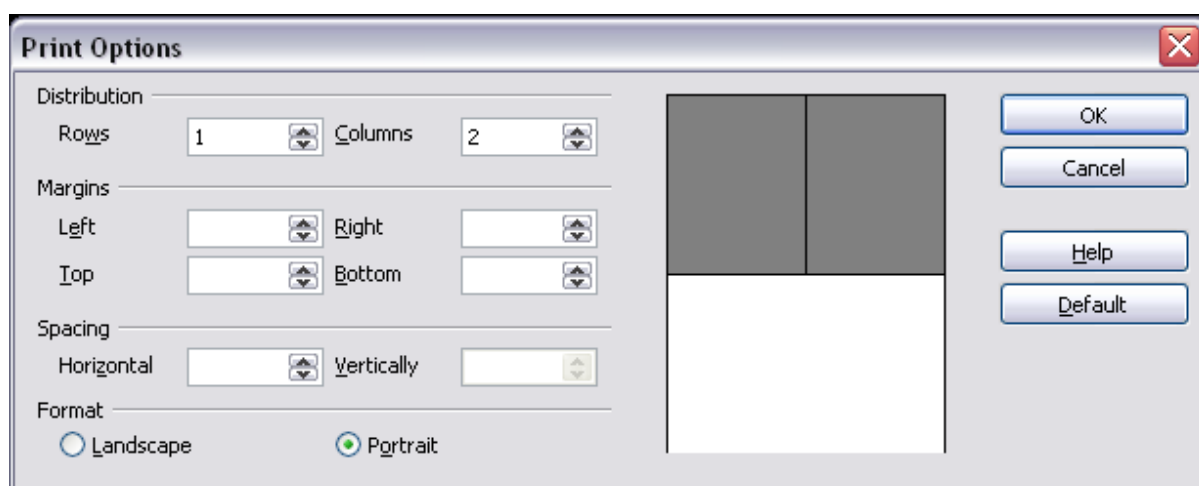 Print Options
Distribution
Rows 1 Columns 2
Margins
Left Right
Top Bottom
Spacing
Horizontal Vertically
Format
Landscape Portrait
OK
Cancel
Help
Default